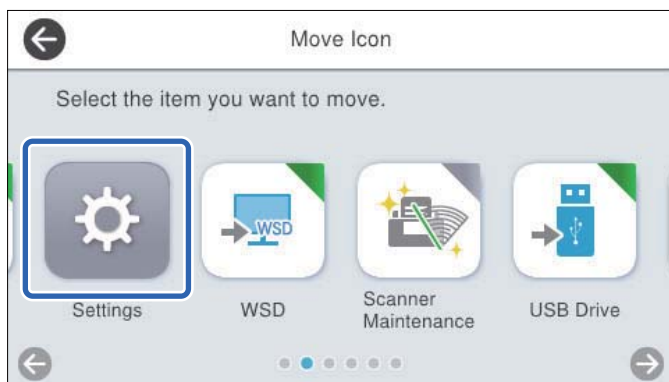 Move Icon
Select the item you want to move.
WSD
Settings
WSD
Scanner
Maintenance
USB Drive